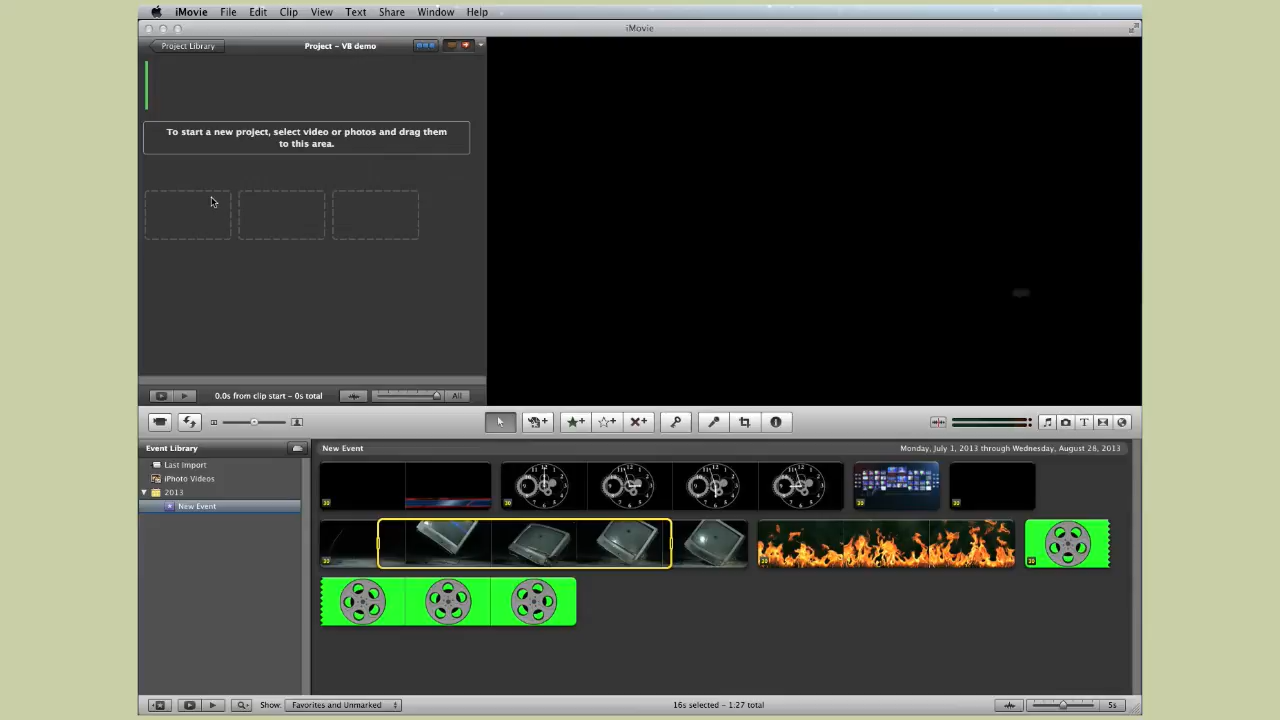 iMovie File Edit Clip View Text Share Window Help
iMovie
Project Library
Project – VB demo
To start a new project, select video or photos and drag them
to this area.
0.0s from clip start – 0s total
All
Event Library
New Event
Monday, July 1, 2013 through Wednesday, August 28, 2013
Last Import
iPhoto Videos
2013
New Event
Show: Favorites and Unmarked
16s selected – 1:27 total
5s